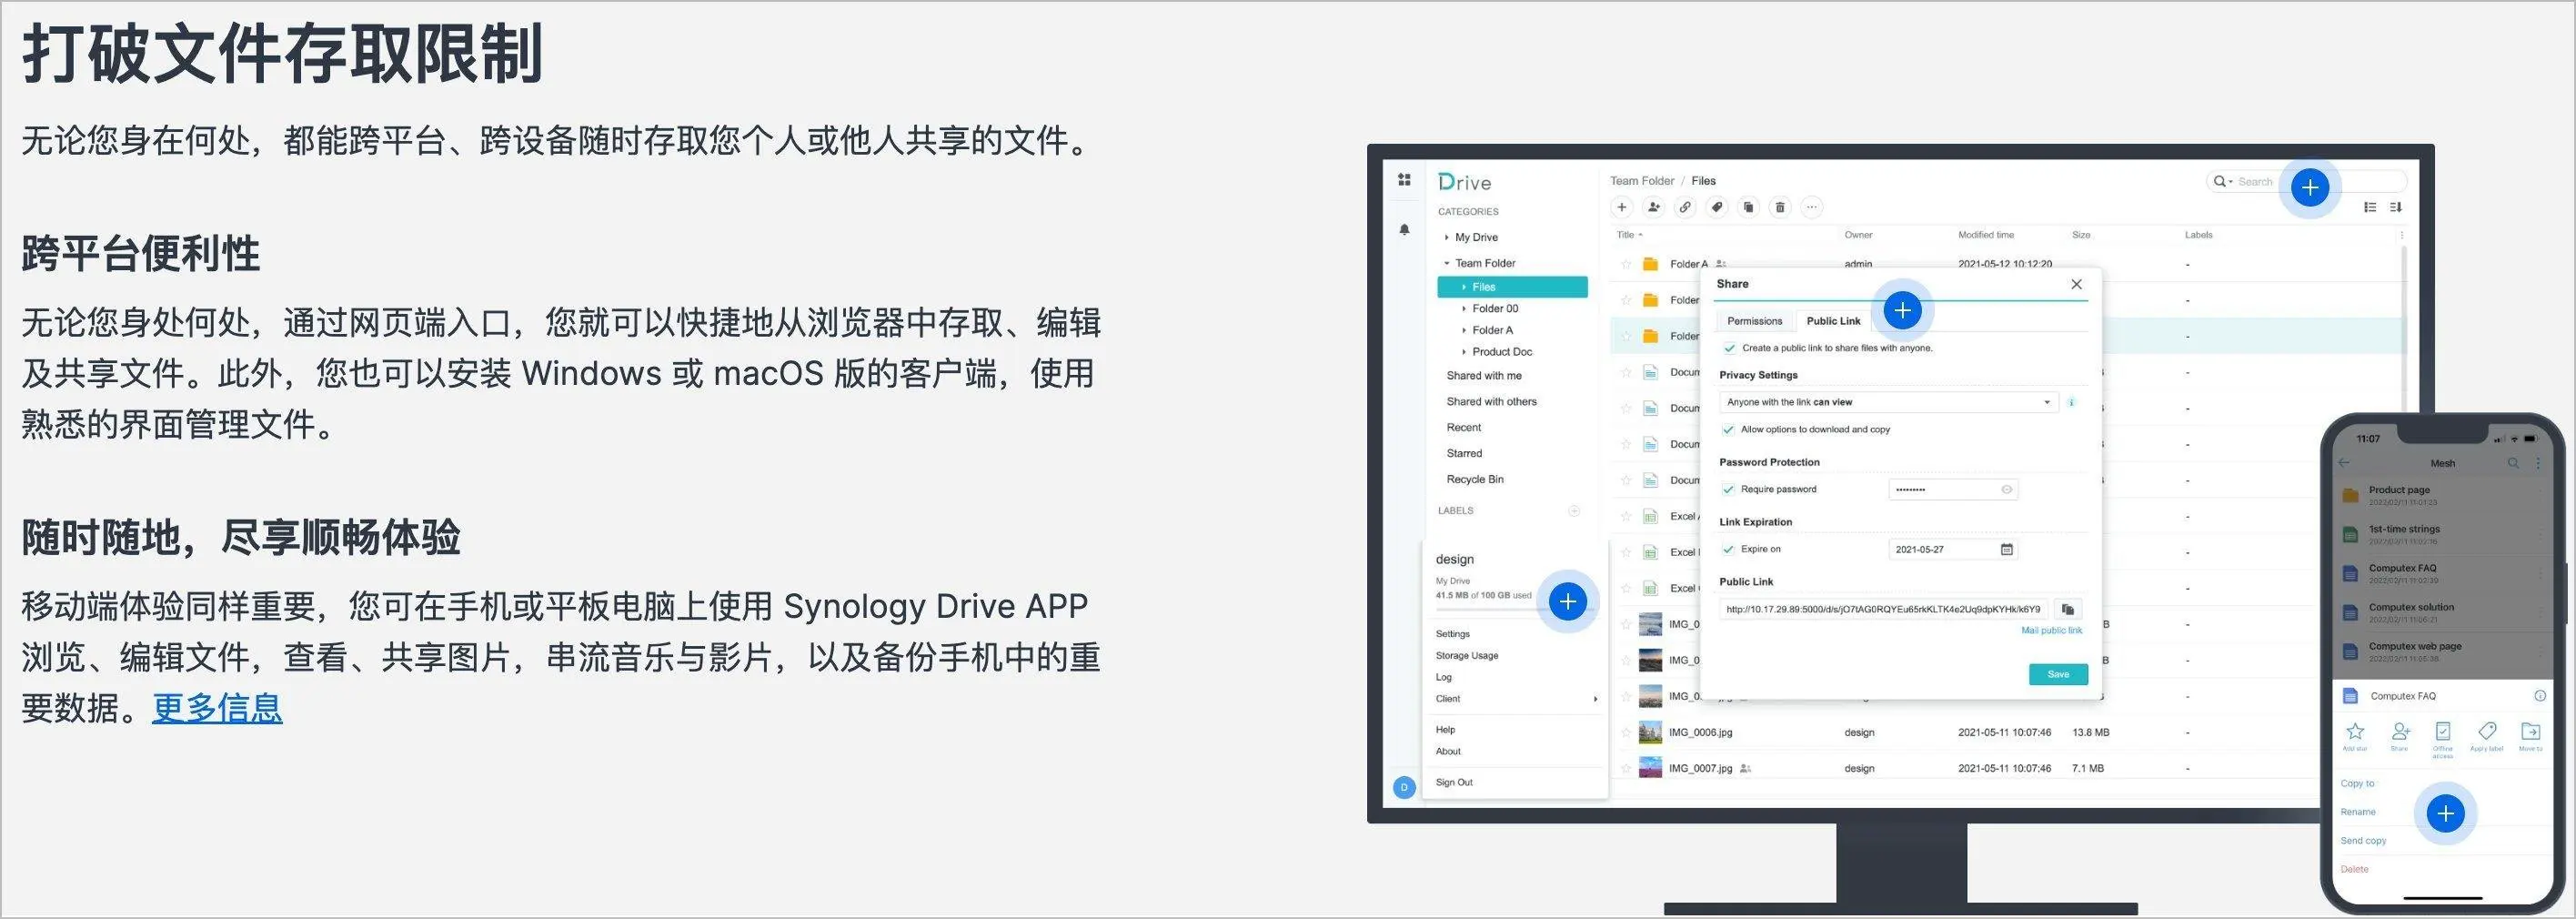 打破文件存取限制
无论您身在何处，都能跨平台、跨设备随时存取您个人或他人共享的文件。
跨平台便利性
无论您身处何处，通过网页端入口，您就可以快捷地从浏览器中存取、编辑
及共享文件。此外，您也可以安装 Windows 或 macOS 版的客户端，使用
熟悉的界面管理文件。
随时随地，尽享顺畅体验
移动端体验同样重要，您可在手机或平板电脑上使用 Synology Drive APP
浏览、编辑文件，查看、共享图片，串流音乐与影片，以及备份手机中的重
要数据。更多信息
Drive
CATEGORIES
My Drive
Team Folder
Files
Folder 00
Folder A
Product Doc
Shared with me
Shared with others
Recent
Starred
Recycle Bin
LABELS
design
My Drive
41.5 MB of 100 GB used
Settings
Storage Usage
Log
Client
Help
About
Sign Out
D
Team Folder / Files
Search
Title Owner Modified time Size Labels
Folder A admin 2021-05-12 10:12:20 -
Folder -
Folder -
Docum -
Docum -
Docum -
Docum -
Excel -
Excel -
Excel -
IMG_0 B -
IMG_0 B -
IMG_0 -
IMG_0006.jpg design 2021-05-11 10:07:46 13.8 MB -
IMG_0007.jpg design 2021-05-11 10:07:46 7.1 MB -
Share
Permissions Public Link
Create a public link to share files with anyone.
Privacy Settings
Anyone with the link can view
Allow options to download and copy
Password Protection
Require password
Link Expiration
Expire on 2021-05-27
Public Link
Mail public link
Save
11:07
Mesh
Product page
2022/02/11 11:01:25
1st-time strings
Computex FAQ
2022/02/11 11:02:39
Computex solution
2022/02/11 11:06:21
Computex web page
Computex FAQ
Add star Share Offline access Apply label Move to
Copy to
Rename
Send copy
Delete